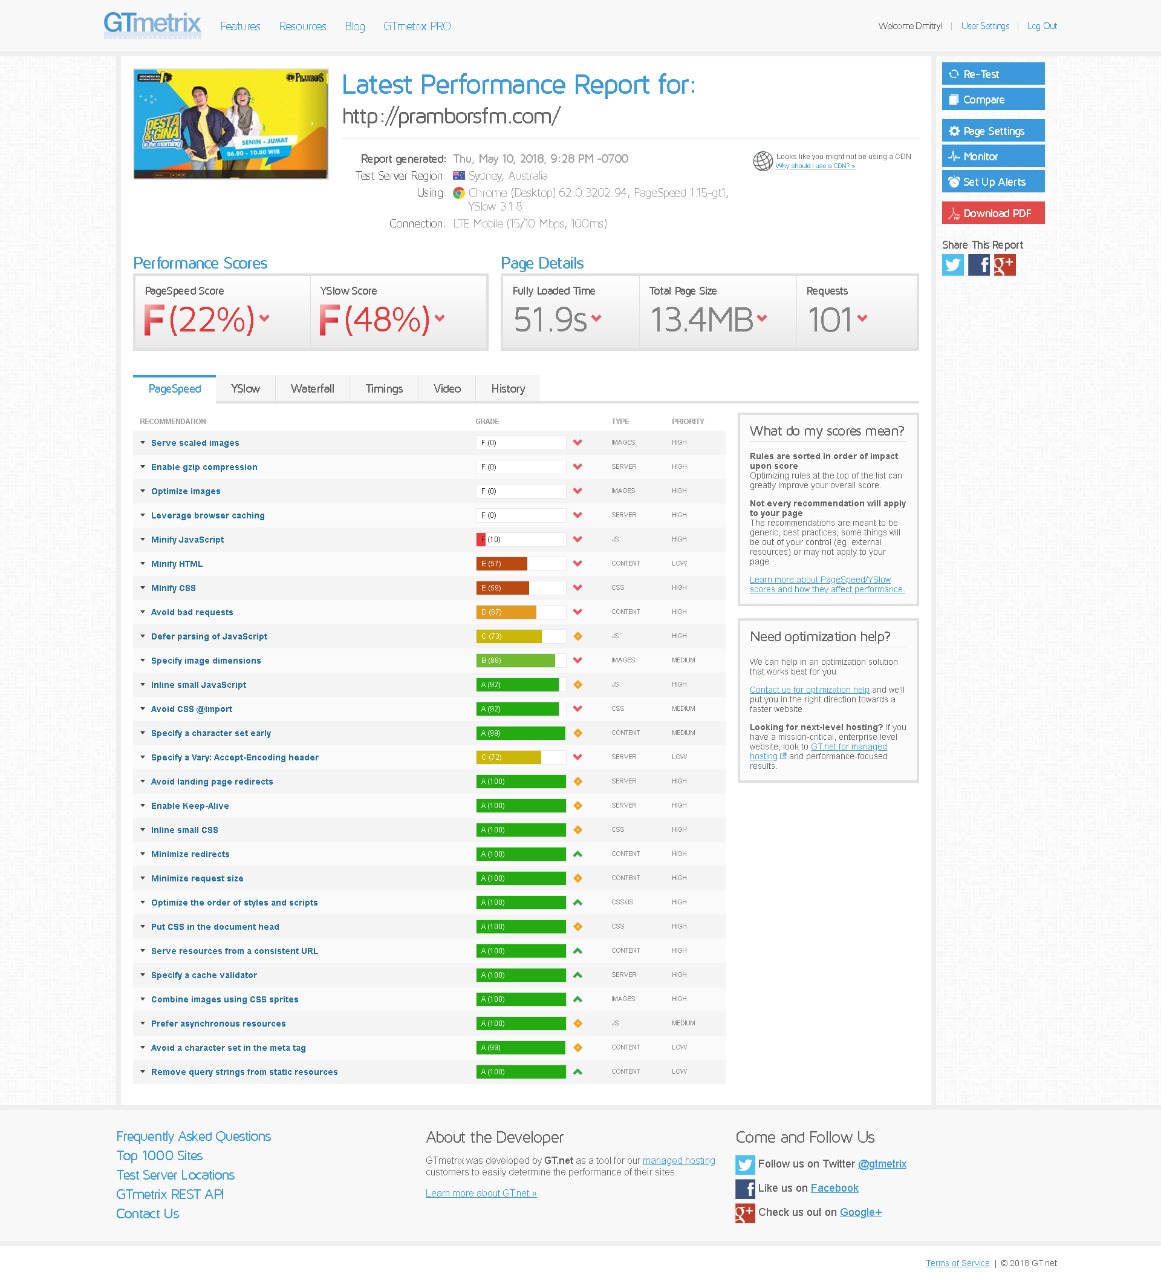 GTmetrix
Features
Resources
Blog
GTmetrix PRO
Welcome Dmitry!
|
User Settings
|
Log Out
PRAMBORS
DESTA
&GINA
in the morning
SENIN - JUMAT
06.00 - 10.00 WIB
Latest Performance Report for:
http://pramborsfm.com/
Report generated: Thu, May 10, 2018, 9:28 PM -0700
Test Server Region: Sydney, Australia
Using: Chrome (Desktop) 62.0.3202.94, PageSpeed 1.15-gt1,
YSlow 3.1.8
Connection: LTE Mobile (15/10 Mbps, 100ms)
Looks like you might not be using a CDN
Why should I use a CDN? »
Re-Test
Compare
Page Settings
Monitor
Set Up Alerts
Download PDF
Share This Report
Performance Scores
PageSpeed Score
F(22%)
YSlow Score
F(48%)
Page Details
Fully Loaded Time
51.9s
Total Page Size
13.4MB
Requests
101
PageSpeed
YSlow
Waterfall
Timings
Video
History
RECOMMENDATION GRADE TYPE PRIORITY
Serve scaled images F (0) IMAGES HIGH
Enable gzip compression F (0) SERVER HIGH
Optimize images F (0) IMAGES HIGH
Leverage browser caching F (0) SERVER HIGH
Minify JavaScript F (10) JS HIGH
Minify HTML E (57) CONTENT LOW
Minify CSS E (59) CSS HIGH
Avoid bad requests D (67) CONTENT HIGH
Defer parsing of JavaScript C (73) JS HIGH
Specify image dimensions B (88) IMAGES MEDIUM
Inline small JavaScript A (92) JS HIGH
Avoid CSS @import A (92) CSS MEDIUM
Specify a character set early A (99) CONTENT MEDIUM
Specify a Vary: Accept-Encoding header C (72) SERVER LOW
Avoid landing page redirects A (100) SERVER HIGH
Enable Keep-Alive A (100) SERVER HIGH
Inline small CSS A (100) CSS HIGH
Minimize redirects A (100) CONTENT HIGH
Minimize request size A (100) CONTENT HIGH
Optimize the order of styles and scripts A (100) CSS/JS HIGH
Put CSS in the document head A (100) CSS HIGH
Serve resources from a consistent URL A (100) CONTENT HIGH
Specify a cache validator A (100) SERVER HIGH
Combine images using CSS sprites A (100) IMAGES HIGH
Prefer asynchronous resources A (100) JS MEDIUM
Avoid a character set in the meta tag A (99) CONTENT LOW
Remove query strings from static resources A (100) CONTENT LOW
What do my scores mean?
Rules are sorted in order of impact
upon score
Optimizing rules at the top of the list can
greatly improve your overall score.
Not every recommendation will apply
to your page
The recommendations are meant to be
generic, best practices; some things will
be out of your control (eg. external
resources) or may not apply to your
page.
Learn more about PageSpeed/YSlow
scores and how they affect performance.
Need optimization help?
We can help in an optimization solution
that works best for you.
Contact us for optimization help and we'll
put you in the right direction towards a
faster website.
Looking for next-level hosting? If you
have a mission-critical, enterprise level
website, look to GT.net for managed
hosting and performance-focused
results.
Frequently Asked Questions
Top 1000 Sites
Test Server Locations
GTmetrix REST API
Contact Us
About the Developer
GTmetrix was developed by GT.net as a tool for our managed hosting
customers to easily determine the performance of their sites.
Learn more about GT.net »
Come and Follow Us
Follow us on Twitter @gtmetrix
Like us on Facebook
Check us out on Google+
Terms of Service | © 2018 GT.net